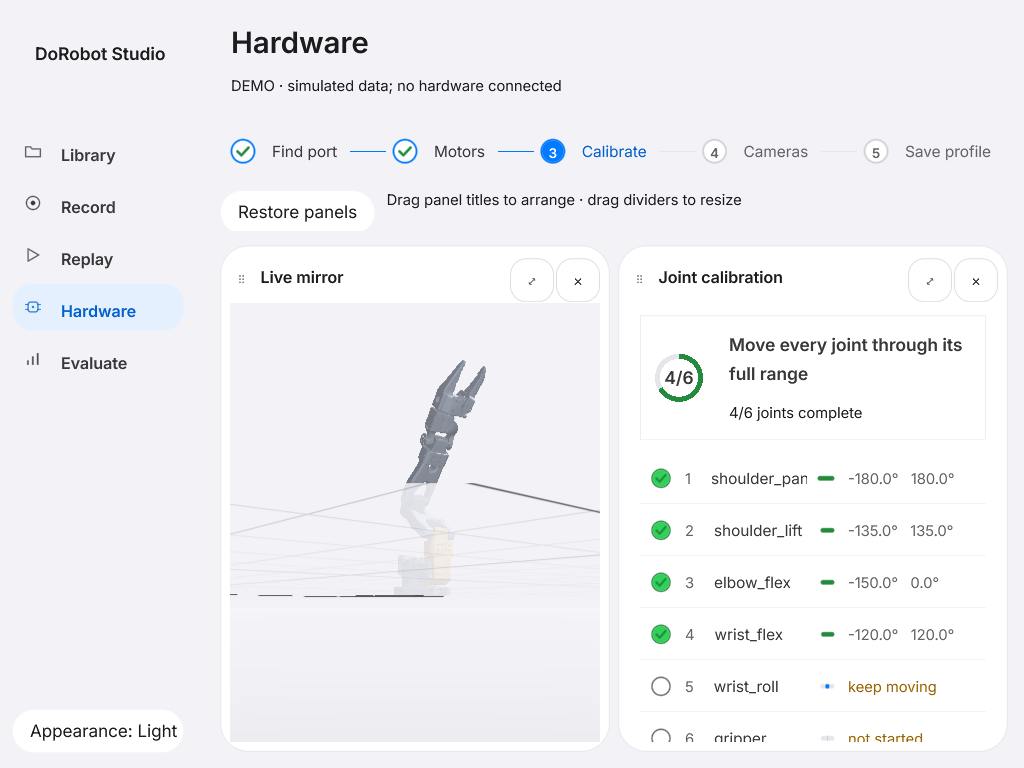 DoRobot Studio
Library
Record
Replay
Hardware
Evaluate
Appearance: Light
Hardware
DEMO · simulated data; no hardware connected
Find port
Motors
3 Calibrate
4 Cameras
5 Save profile
Restore panels
Drag panel titles to arrange · drag dividers to resize
Live mirror
Joint calibration
4/6
Move every joint through its
full range
4/6 joints complete
1 shoulder_pan -180.0° 180.0°
2 shoulder_lift -135.0° 135.0°
3 elbow_flex -150.0° 0.0°
4 wrist_flex -120.0° 120.0°
5 wrist_roll keep moving
6 gripper not started